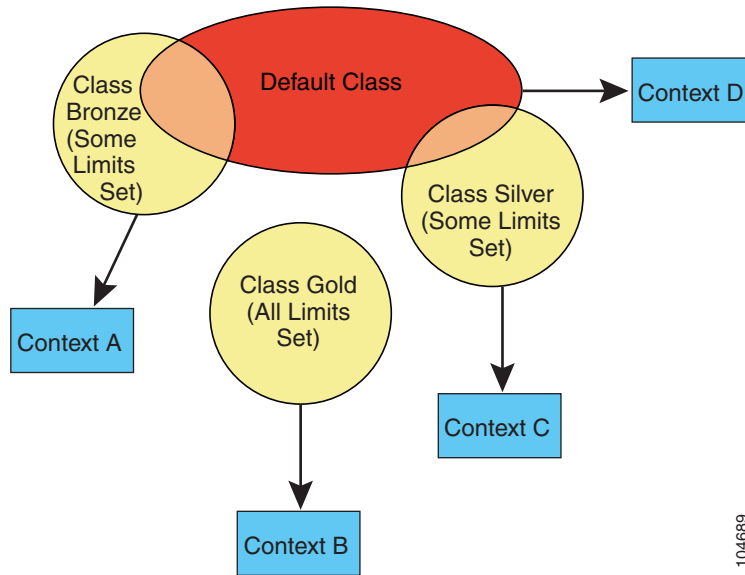 Default Class
Class
Bronze
(Some
Limits
Set)
Context D
Class Silver
(Some Limits
Set)
Class Gold
(All Limits
Set)
Context A
Context C
Context B
104689